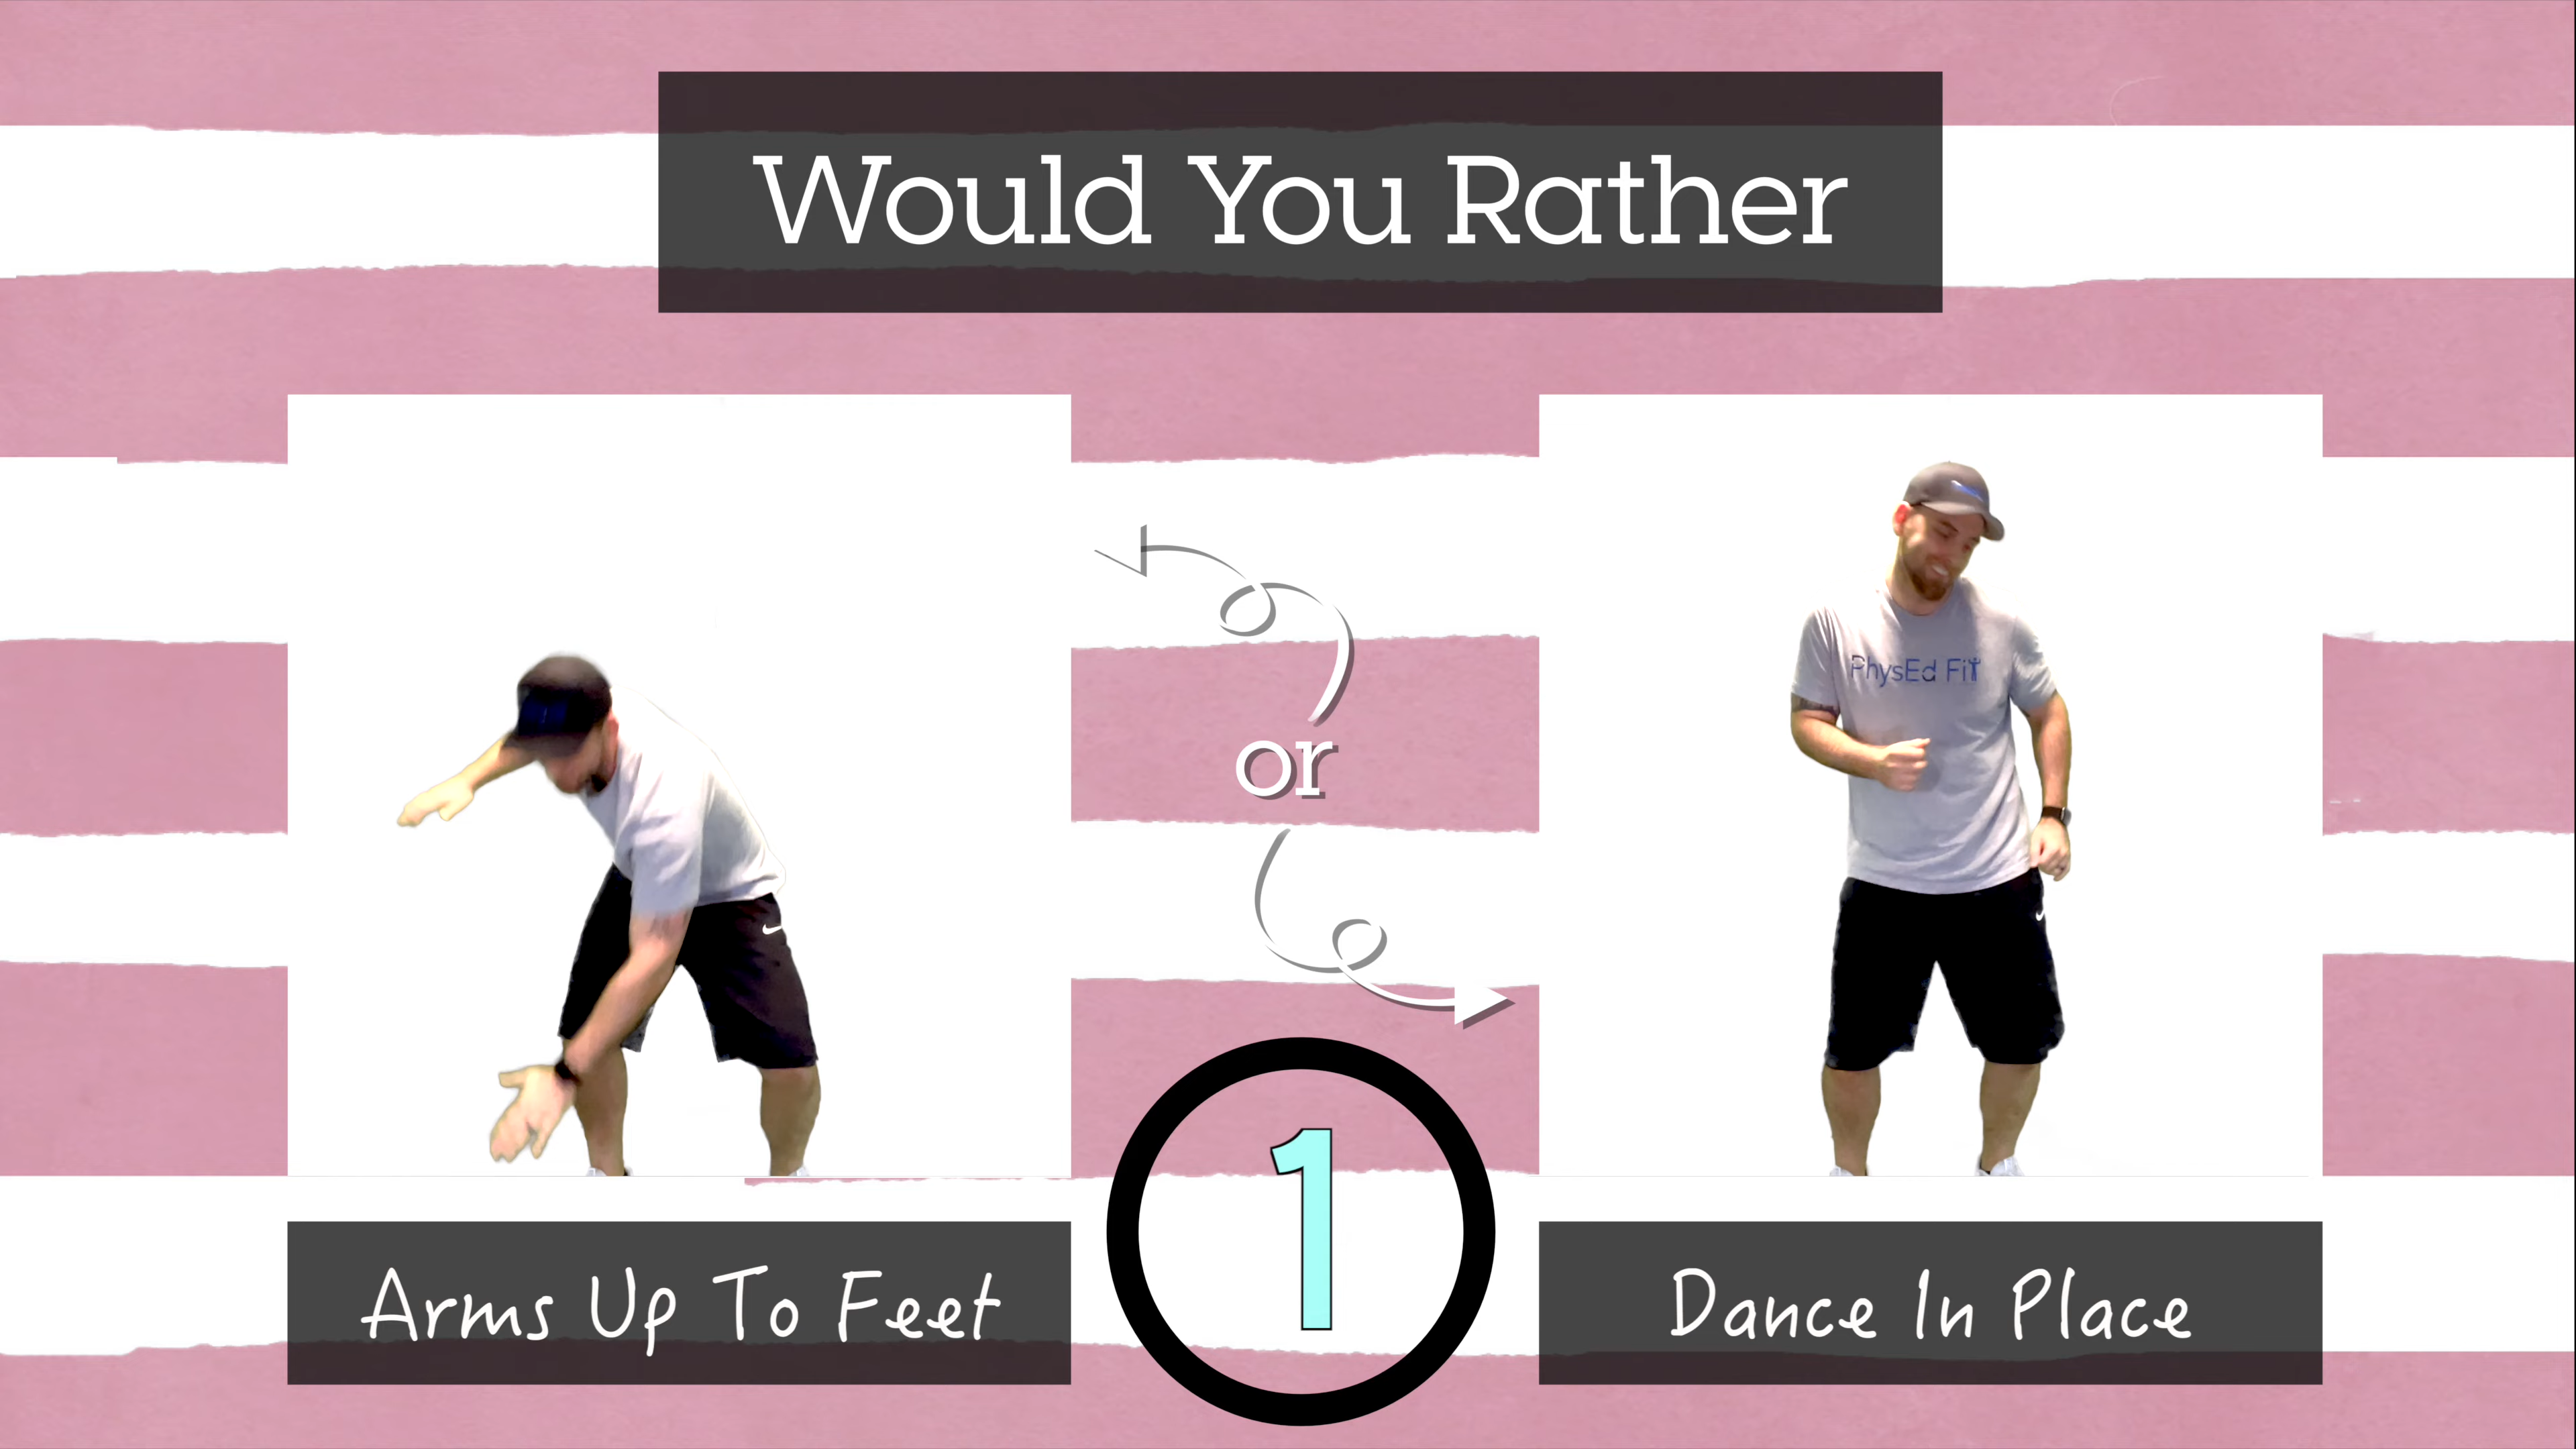 Would You Rather
PhysEd Fit
or
1
Arms Up To Feet
Dance In Place